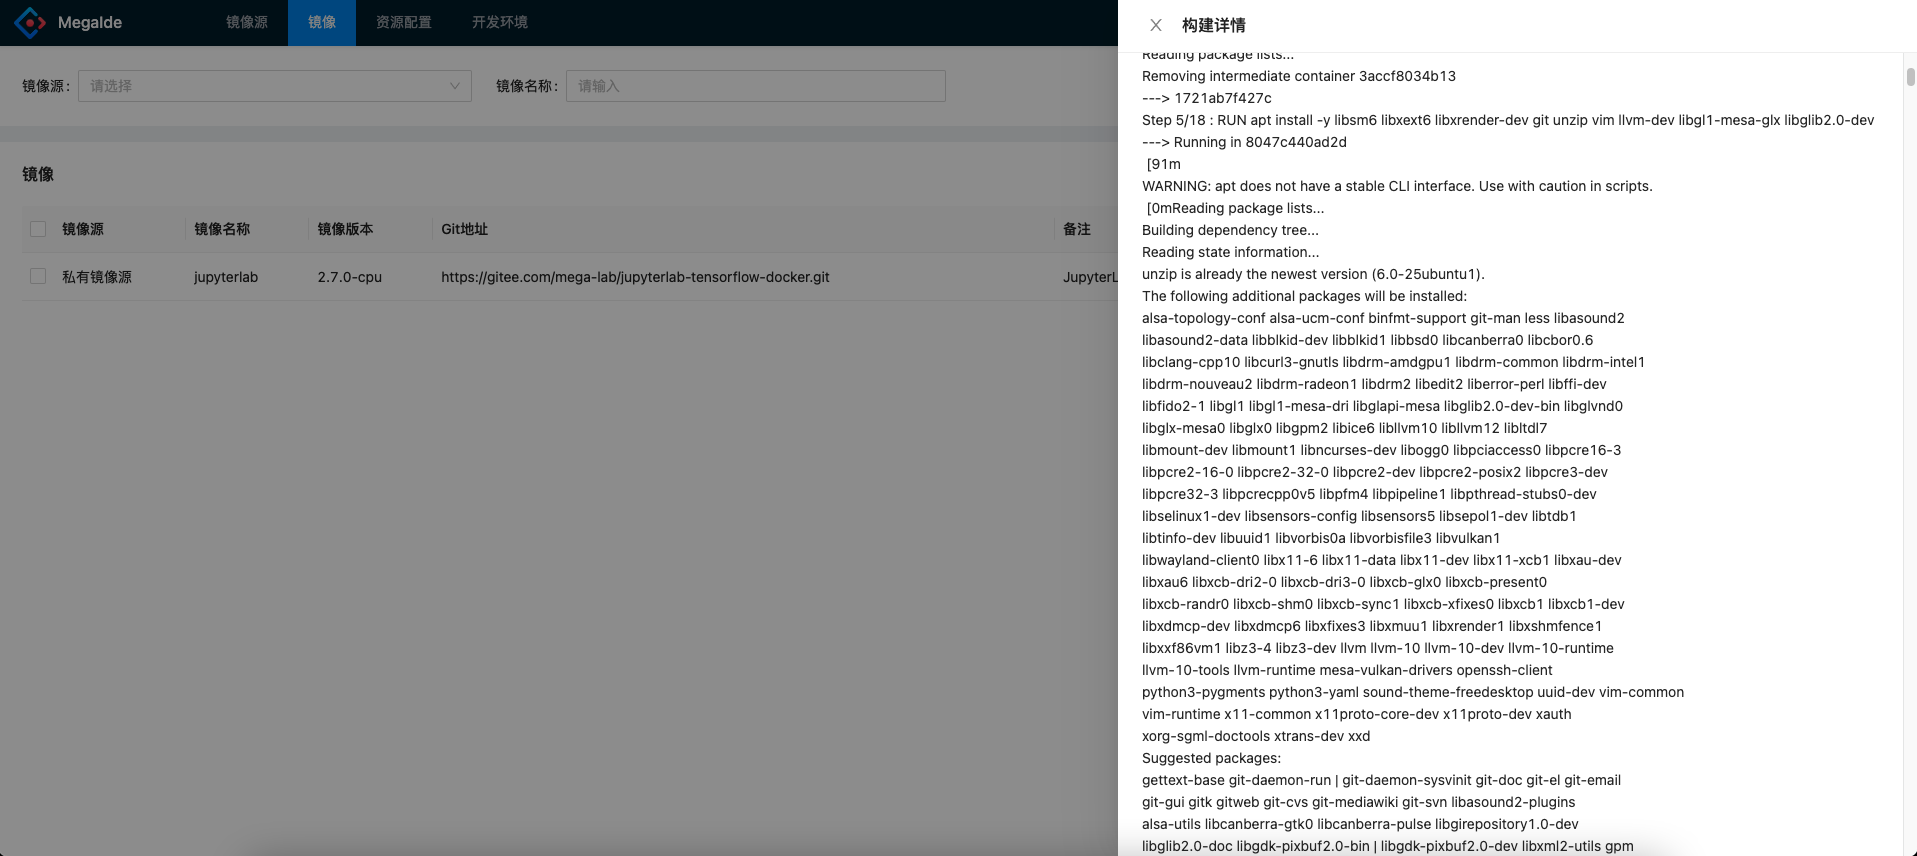 MegaIde
镜像源
镜像
资源配置
开发环境
镜像源：
请选择
镜像名称：
请输入
镜像
镜像源
镜像名称
镜像版本
Git地址
备注
私有镜像源
jupyterlab
2.7.0-cpu
https://gitee.com/mega-lab/jupyterlab-tensorflow-docker.git
JupyterL
构建详情
Reading package lists...
Removing intermediate container 3accf8034b13
---> 1721ab7f427c
Step 5/18 : RUN apt install -y libsm6 libxext6 libxrender-dev git unzip vim llvm-dev libgl1-mesa-glx libglib2.0-dev
---> Running in 8047c440ad2d
[91m
WARNING: apt does not have a stable CLI interface. Use with caution in scripts.
[0mReading package lists...
Building dependency tree...
Reading state information...
unzip is already the newest version (6.0-25ubuntu1).
The following additional packages will be installed:
alsa-topology-conf alsa-ucm-conf binfmt-support git-man less libasound2
libasound2-data libblkid-dev libblkid1 libbsd0 libcanberra0 libcbor0.6
libclang-cpp10 libcurl3-gnutls libdrm-amdgpu1 libdrm-common libdrm-intel1
libdrm-nouveau2 libdrm-radeon1 libdrm2 libedit2 liberror-perl libffi-dev
libfido2-1 libgl1 libgl1-mesa-dri libglapi-mesa libglib2.0-dev-bin libglvnd0
libglx-mesa0 libglx0 libgpm2 libice6 libllvm10 libllvm12 libltdl7
libmount-dev libmount1 libncurses-dev libogg0 libpciaccess0 libpcre16-3
libpcre2-16-0 libpcre2-32-0 libpcre2-dev libpcre2-posix2 libpcre3-dev
libpcre32-3 libpcrecpp0v5 libpfm4 libpipeline1 libpthread-stubs0-dev
libselinux1-dev libsensors-config libsensors5 libsepol1-dev libtdb1
libtinfo-dev libuuid1 libvorbis0a libvorbisfile3 libvulkan1
libwayland-client0 libx11-6 libx11-data libx11-dev libx11-xcb1 libxau-dev
libxau6 libxcb-dri2-0 libxcb-dri3-0 libxcb-glx0 libxcb-present0
libxcb-randr0 libxcb-shm0 libxcb-sync1 libxcb-xfixes0 libxcb1 libxcb1-dev
libxdmcp-dev libxdmcp6 libxfixes3 libxmuu1 libxrender1 libxshmfence1
libxxf86vm1 libz3-4 libz3-dev llvm llvm-10 llvm-10-dev llvm-10-runtime
llvm-10-tools llvm-runtime mesa-vulkan-drivers openssh-client
python3-pygments python3-yaml sound-theme-freedesktop uuid-dev vim-common
vim-runtime x11-common x11proto-core-dev x11proto-dev xauth
xorg-sgml-doctools xtrans-dev xxd
Suggested packages:
gettext-base git-daemon-run | git-daemon-sysvinit git-doc git-el git-email
git-gui gitk gitweb git-cvs git-mediawiki git-svn libasound2-plugins
alsa-utils libcanberra-gtk0 libcanberra-pulse libgirepository1.0-dev
libglib2.0-doc libgdk-pixbuf2.0-bin | libgdk-pixbuf2.0-dev libxml2-utils gpm